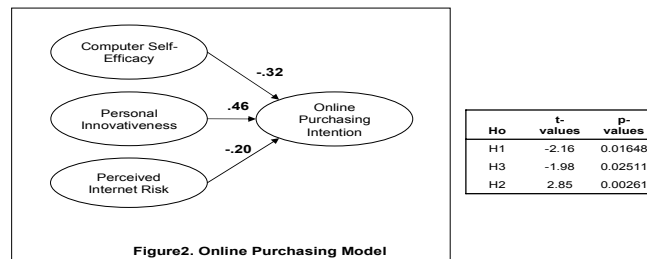 Computer Self-
Efficacy
-.32
Personal
Innovativeness
.46
Online
Purchasing
Intention
Perceived
Internet Risk
-.20
Figure2. Online Purchasing Model
Ho t-values p-values
H1 -2.16 0.01648
H3 -1.98 0.02511
H2 2.85 0.00261